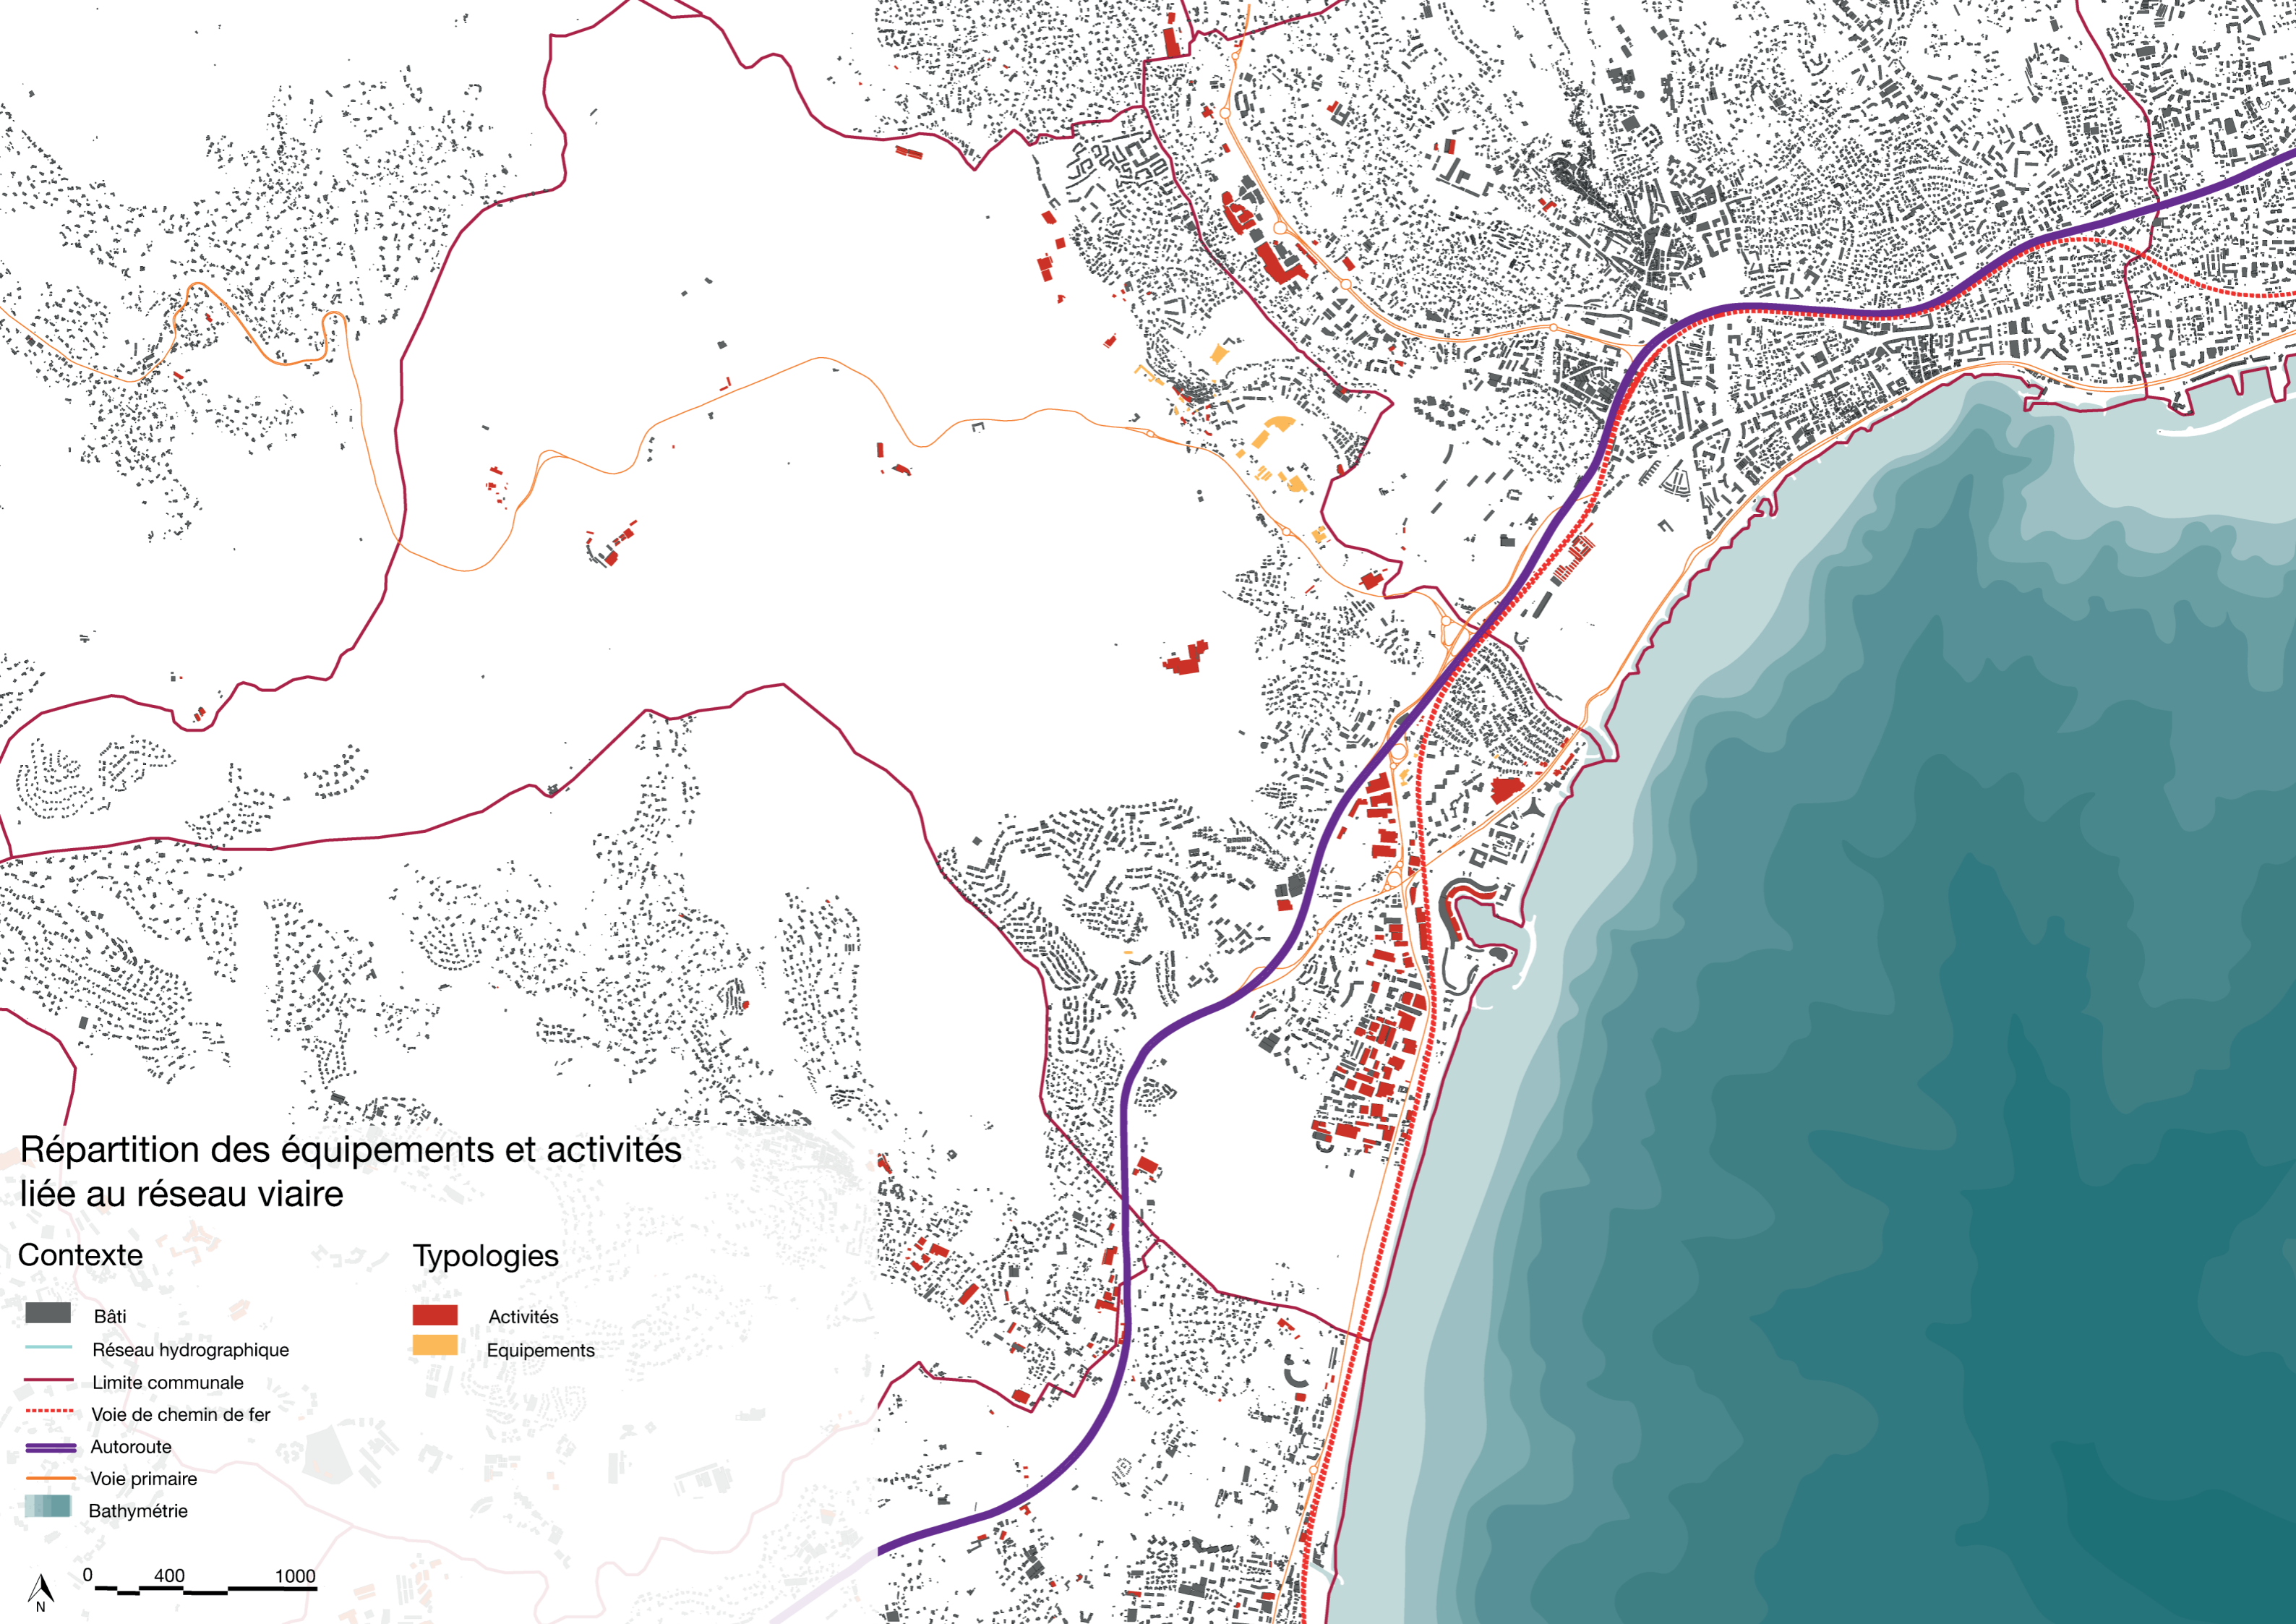 Répartition des équipements et activités
liée au réseau viaire
Contexte
Bâti
Réseau hydrographique
Limite communale
Voie de chemin de fer
Autoroute
Voie primaire
Bathymétrie
Typologies
Activités
Equipements
0 400 1000
N